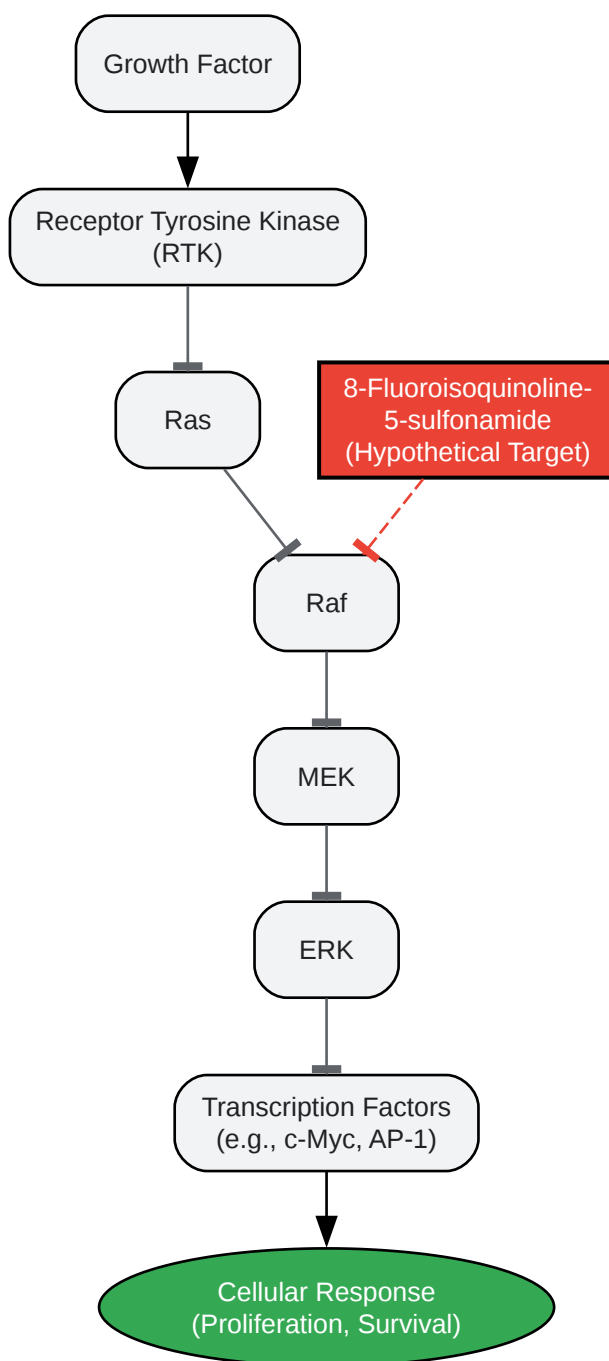 Growth Factor
Receptor Tyrosine Kinase
(RTK)
Ras
8-Fluoroisoquinoline-
5-sulfonamide
(Hypothetical Target)
Raf
MEK
ERK
Transcription Factors
(e.g., c-Myc, AP-1)
Cellular Response
(Proliferation, Survival)